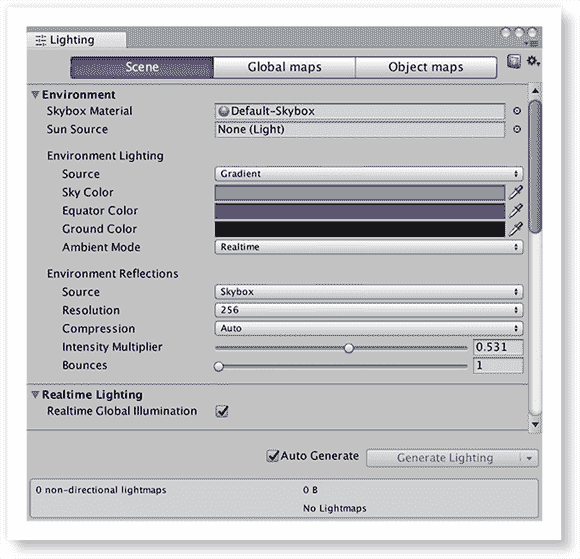 Lighting
Scene Global maps Object maps
Environment
Skybox Material Default-Skybox
Sun Source None (Light)
Environment Lighting
Source Gradient
Sky Color
Equator Color
Ground Color
Ambient Mode Realtime
Environment Reflections
Source Skybox
Resolution 256
Compression Auto
Intensity Multiplier 0.531
Bounces 1
Realtime Lighting
Realtime Global Illumination
Auto Generate Generate Lighting
0 non-directional lightmaps 0 B
No Lightmaps